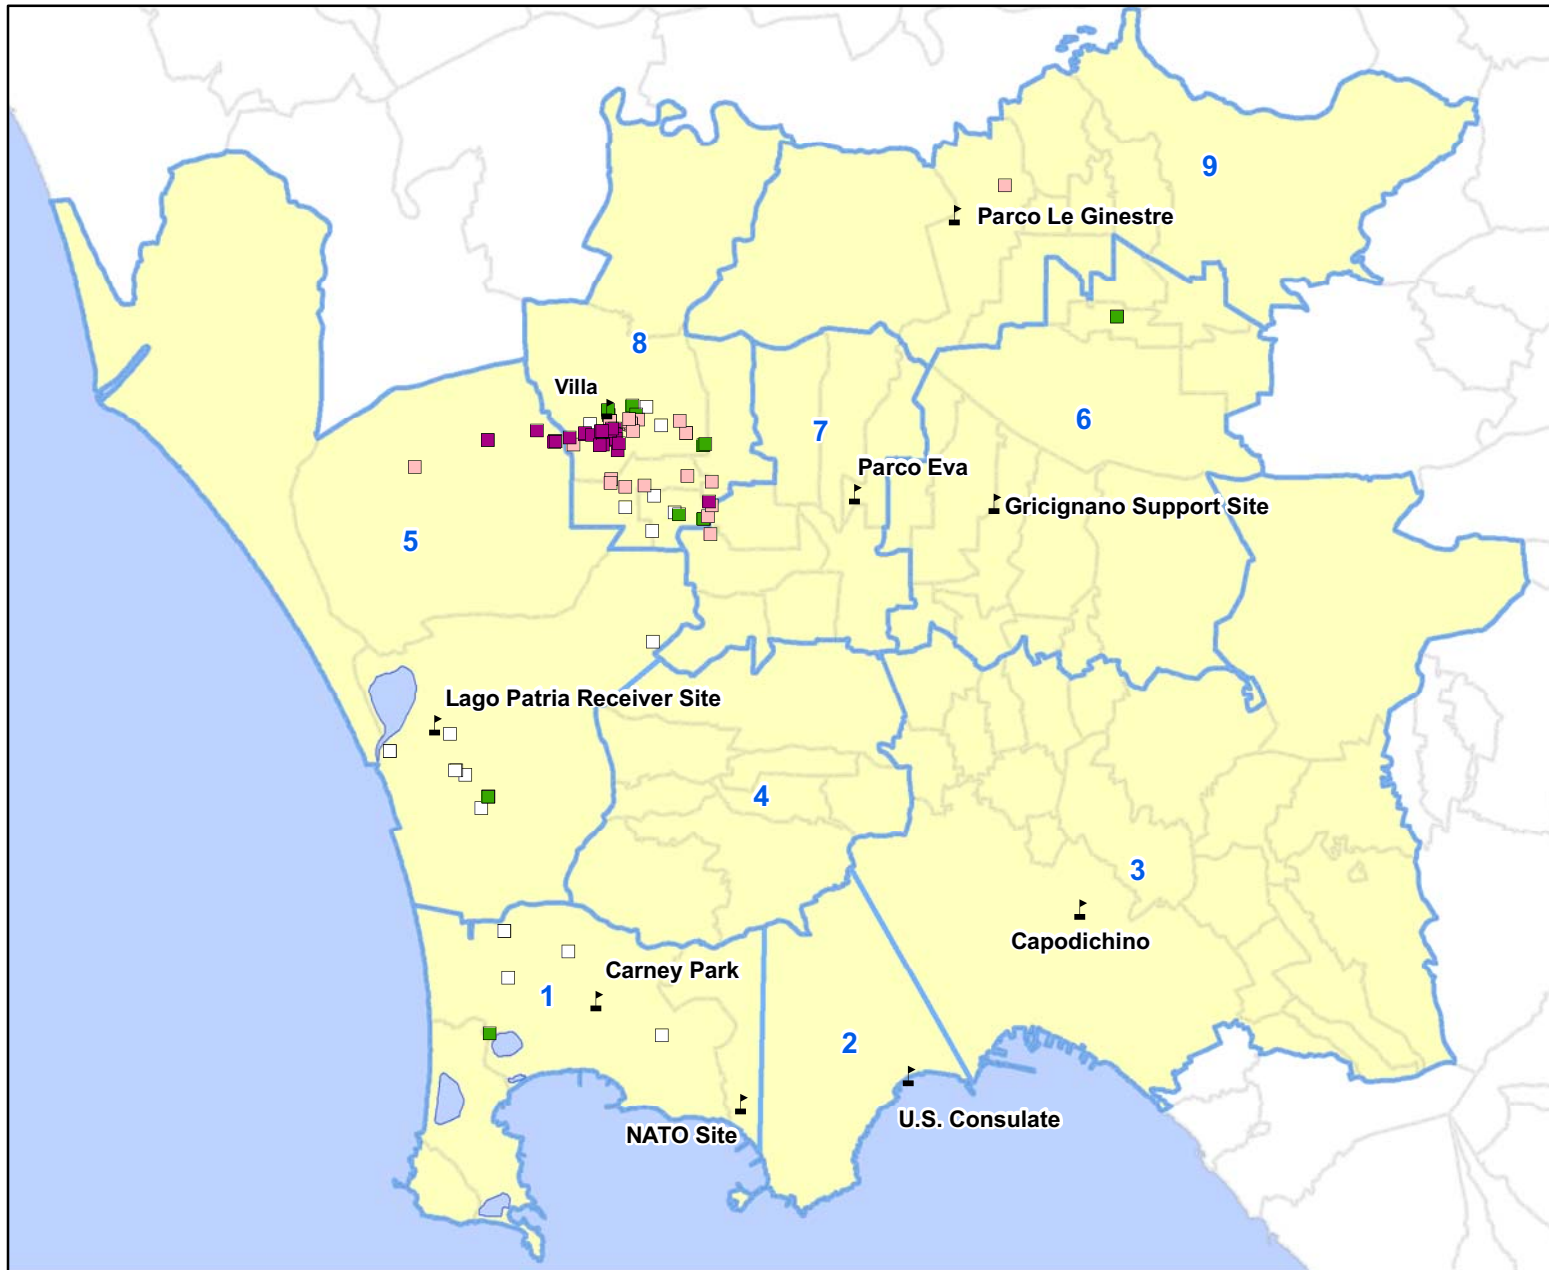 9
Parco Le Ginestre
8
Villa
6
7
Parco Eva
Gricignano Support Site
5
Lago Patria Receiver Site
4
3
Capodichino
Carney Park
1
2
U.S. Consulate
NATO Site